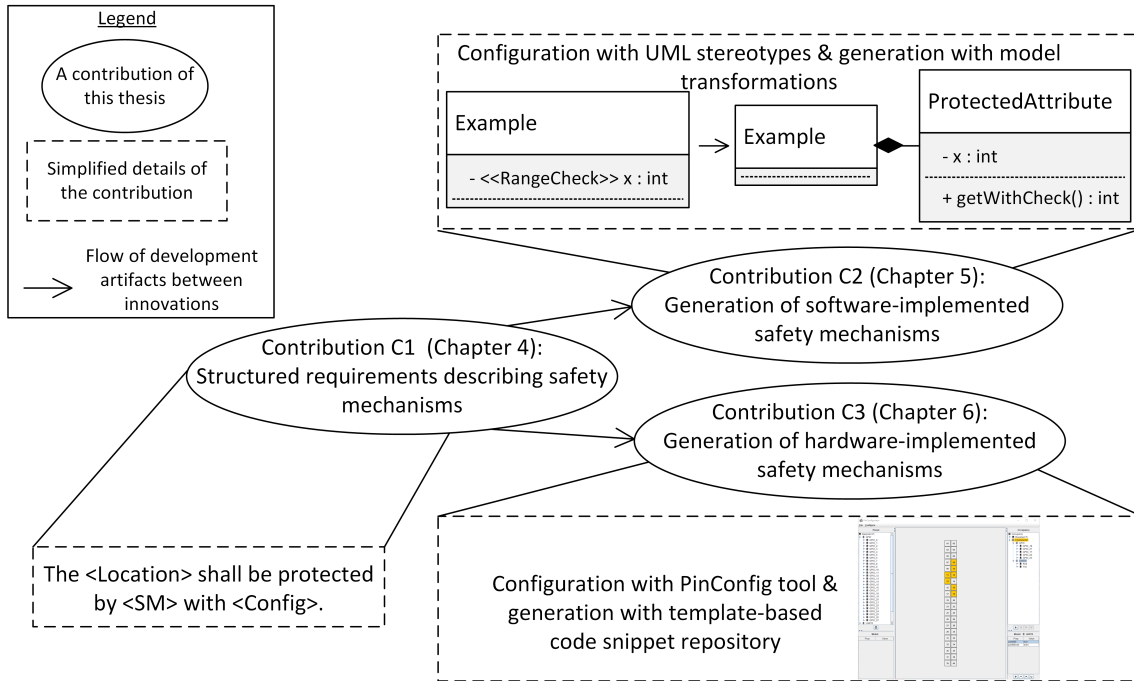 Legend
A contribution of
this thesis
Simplified details of
the contribution
Flow of development
artifacts between
innovations
Configuration with UML stereotypes & generation with model
transformations
Example
- <<RangeCheck>> x : int
Example
ProtectedAttribute
- x : int
+ getWithCheck() : int
Contribution C2 (Chapter 5):
Generation of software-implemented
safety mechanisms
Contribution C1 (Chapter 4):
Structured requirements describing safety
mechanisms
Contribution C3 (Chapter 6):
Generation of hardware-implemented
safety mechanisms
The <Location> shall be protected
by <SM> with <Config>.
Configuration with PinConfig tool &
generation with template-based
code snippet repository